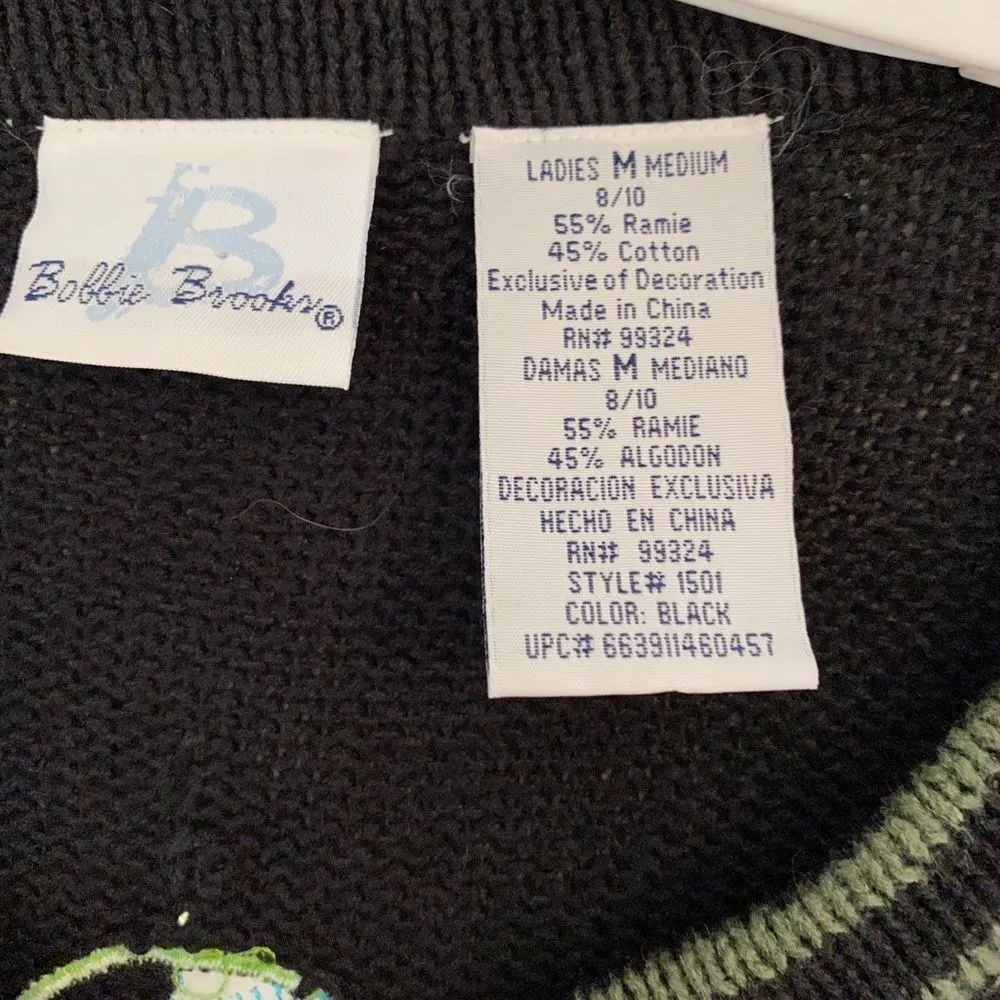 B
Bobbie Brooks®
LADIES M MEDIUM
8/10
55% Ramie
45% Cotton
Exclusive of Decoration
Made in China
RN# 99324
DAMAS M MEDIANO
8/10
55% RAMIE
45% ALGODON
DECORACION EXCLUSIVA
HECHO EN CHINA
RN# 99324
STYLE# 1501
COLOR: BLACK
UPC# 663911460457